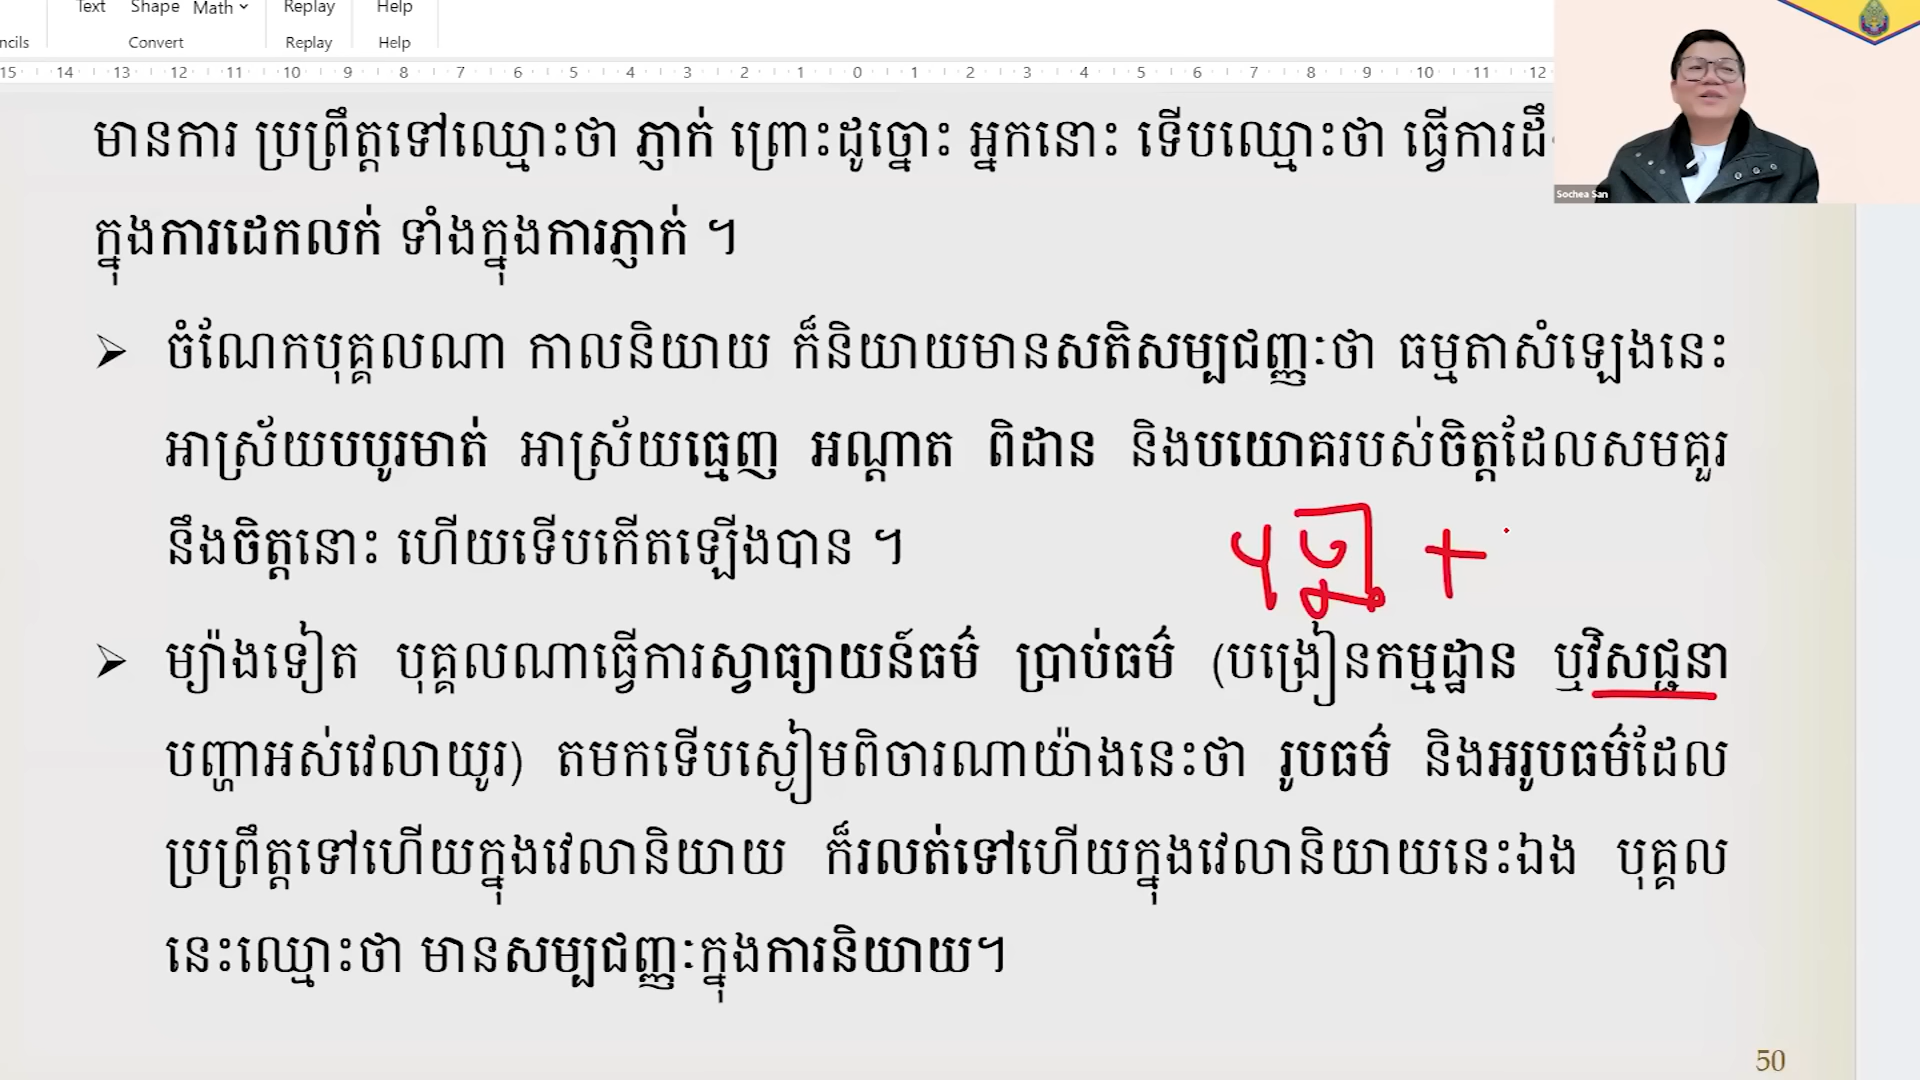 Text Shape Math Replay Help
ncils Convert Replay Help
15 14 13 12 11 10 9 8 7 6 5 4 3 2 1 0 1 2 3 4 5 6 7 8 9 10 11 12
Sochea San
មានការ ប្រព្រឹត្តទៅឈ្មោះថា ភ្ញាក់ ព្រោះដូច្នោះ អ្នកនោះ ទើបឈ្មោះថា ធ្វើការដឹ
ក្នុងការដេកលក់ ទាំងក្នុងការភ្ញាក់ ។
➢ ចំណែកបុគ្គលណា កាលនិយាយ ក៏និយាយមានសតិសម្បជញ្ញៈថា ធម្មតាសំឡេងនេះ
អាស្រ័យបបូរមាត់ អាស្រ័យធ្មេញ អណ្តាត ពិដាន និងបយោគរបស់ចិត្តដែលសមគួរ
នឹងចិត្តនោះ ហើយទើបកើតឡើងបាន ។
➢ ម្យ៉ាងទៀត បុគ្គលណាធ្វើការស្វាធ្យាយន៍ធម៌ ប្រាប់ធម៌ (បង្រៀនកម្មដ្ឋាន ឬវិសជ្ជនា
បញ្ហាអស់វេលាយូរ) តមកទើបស្ងៀមពិចារណាយ៉ាងនេះថា រូបធម៌ និងអរូបធម៌ដែល
ប្រព្រឹត្តទៅហើយក្នុងវេលានិយាយ ក៏រលត់ទៅហើយក្នុងវេលានិយាយនេះឯង បុគ្គល
នេះឈ្មោះថា មានសម្បជញ្ញៈក្នុងការនិយាយ។
50